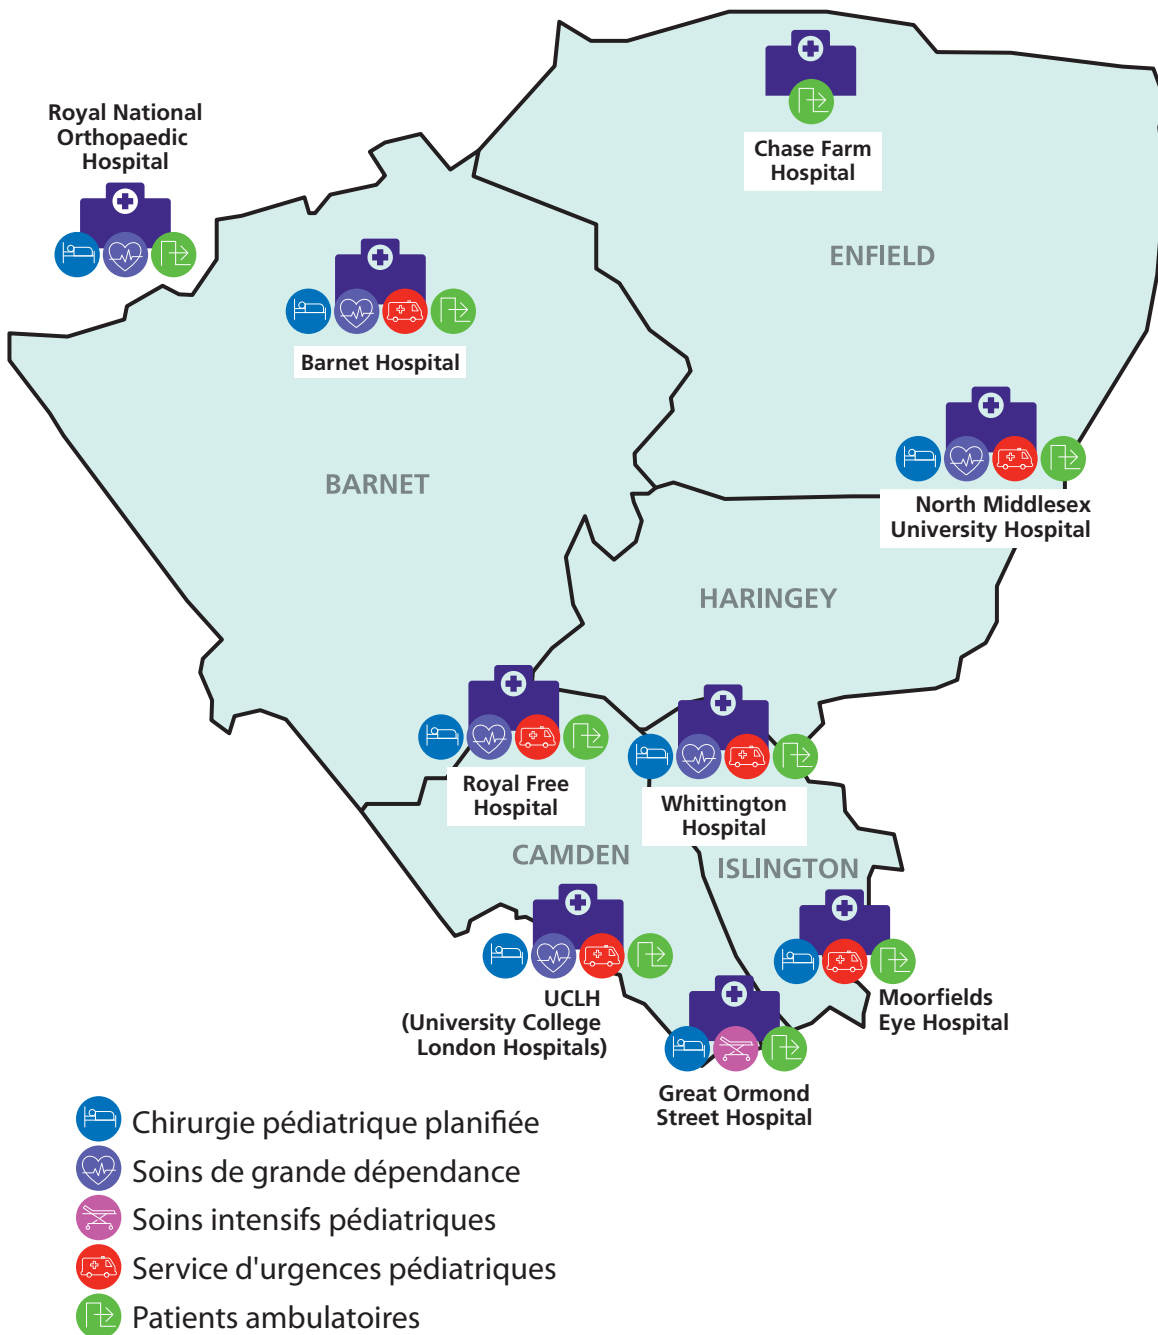 Royal National
Orthopaedic
Hospital
Chase Farm
Hospital
ENFIELD
Barnet Hospital
BARNET
North Middlesex
University Hospital
HARINGEY
Royal Free
Hospital
Whittington
Hospital
CAMDEN
ISLINGTON
UCLH
(University College
London Hospitals)
Moorfields
Eye Hospital
Great Ormond
Street Hospital
Chirurgie pédiatrique planifiée
Soins de grande dépendance
Soins intensifs pédiatriques
Service d'urgences pédiatriques
Patients ambulatoires